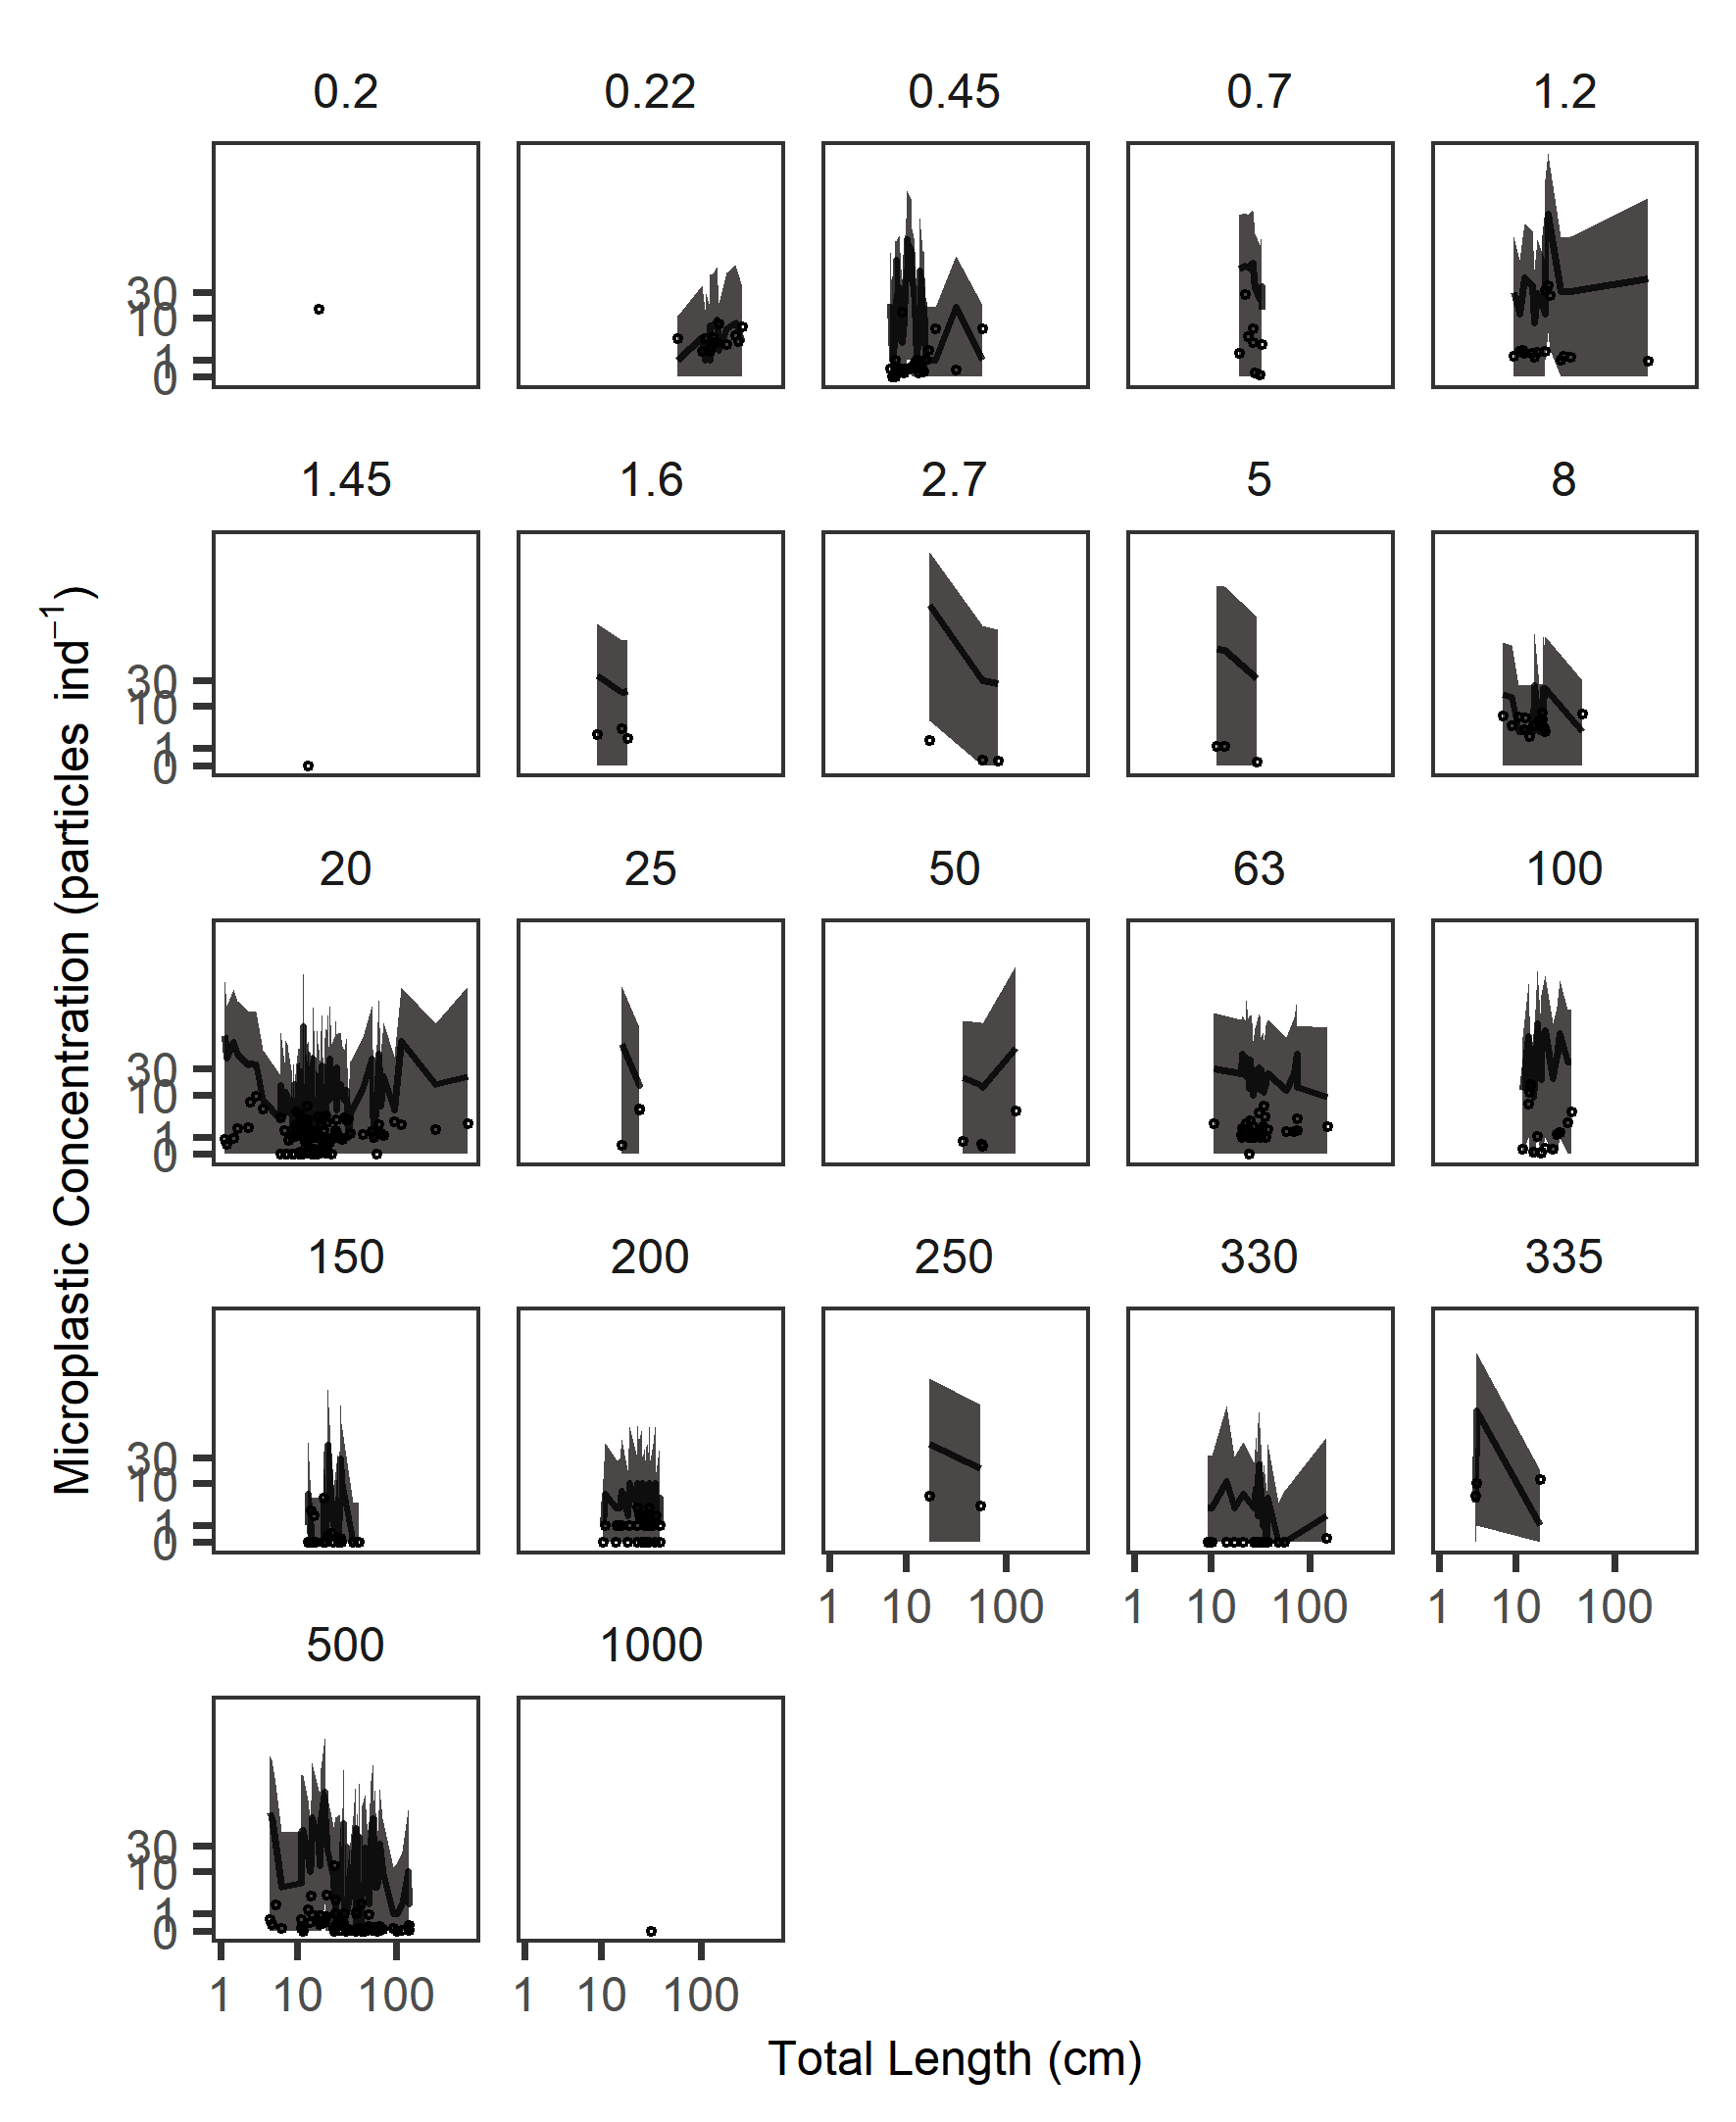 0.2 0.22 0.45 0.7 1.2
30
10
1
0
1.45 1.6 2.7 5 8
30
10
1
0
20 25 50 63 100
30
10
1
0
150 200 250 330 335
30
10
1
0
1 10 100 1 10 100 1 10 100
500 1000
30
10
1
0
1 10 100 1 10 100
Total Length (cm)
Microplastic Concentration (particles ind⁻¹)